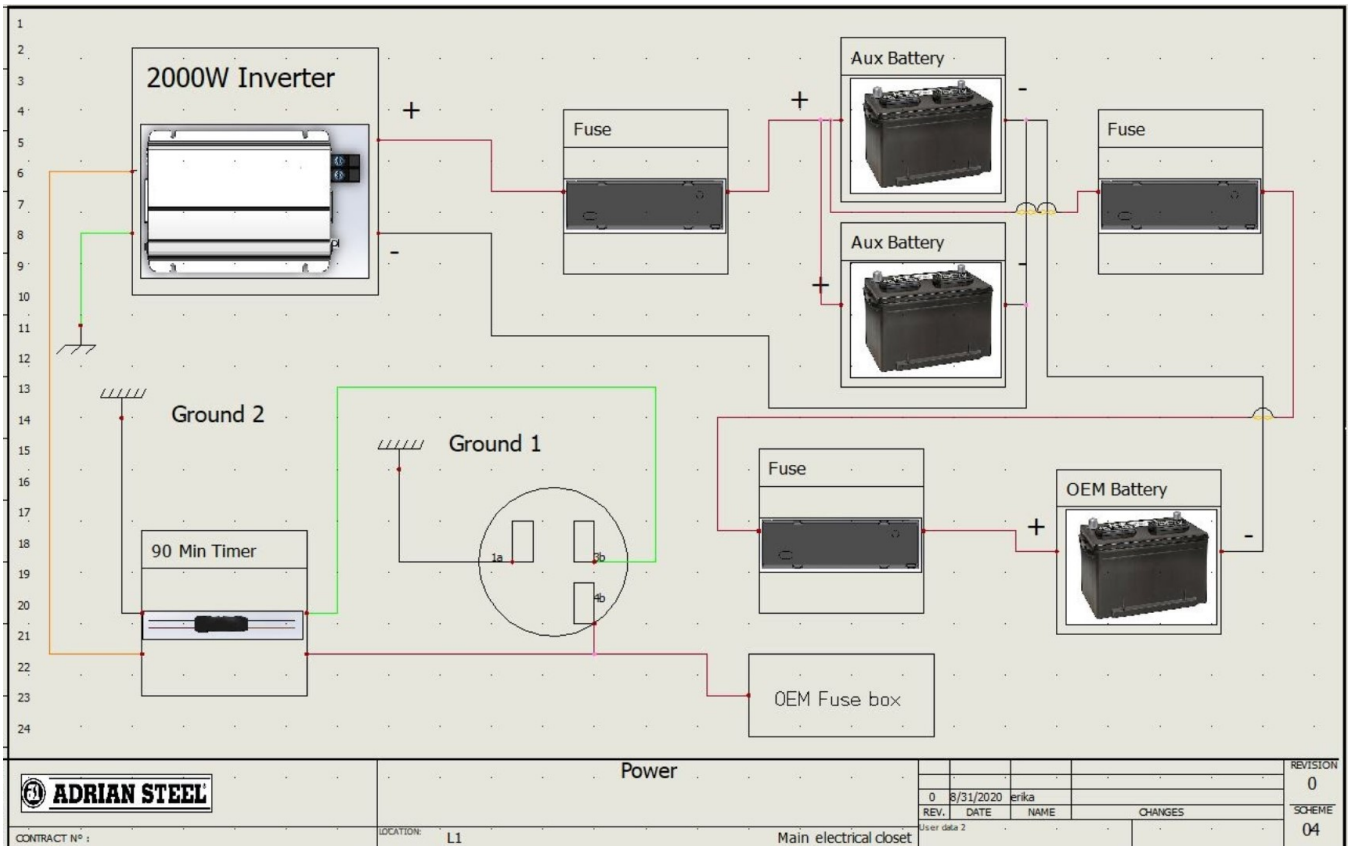 1
2
3
4
5
6
7
8
9
10
11
12
13
14
15
16
17
18
19
20
21
22
23
24
2000W Inverter
+
-
Fuse
+
Aux Battery
-
Fuse
+
Aux Battery
-
Ground 2
Ground 1
1a
3b
4b
90 Min Timer
Fuse
+
OEM Battery
-
OEM Fuse box
ADRIAN STEEL
CONTRACT N° :
Power
LOCATION:
L1
Main electrical closet
0 8/31/2020 erika
REV. DATE NAME CHANGES
User data 2
REVISION
0
SCHEME
04